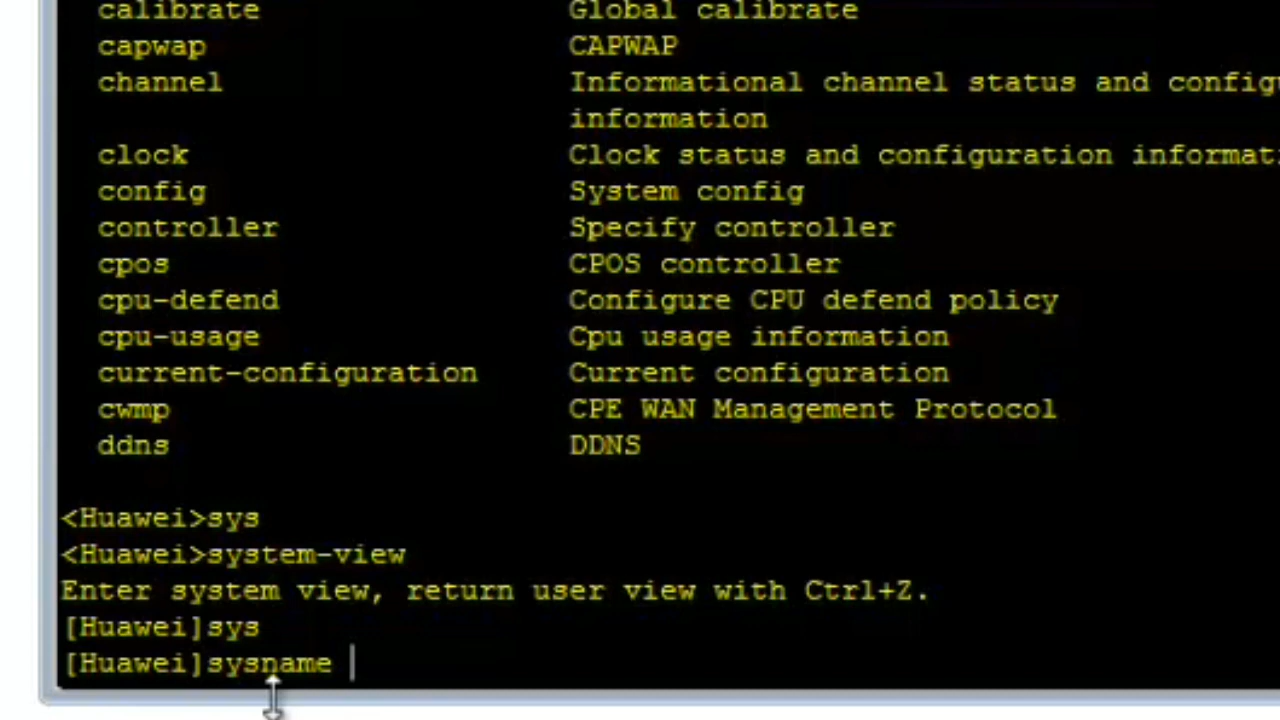 calibrate Global calibrate
capwap CAPWAP
channel Informational channel status and
information
clock Clock status and configuration
config System config
controller Specify controller
cpos CPOS controller
cpu-defend Configure CPU defend policy
cpu-usage Cpu usage information
current-configuration Current configuration
cwmp CPE WAN Management Protocol
ddns DDNS
<Huawei>sys
<Huawei>system-view
Enter system view, return user view with Ctrl+Z.
[Huawei]sys
[Huawei]sysname